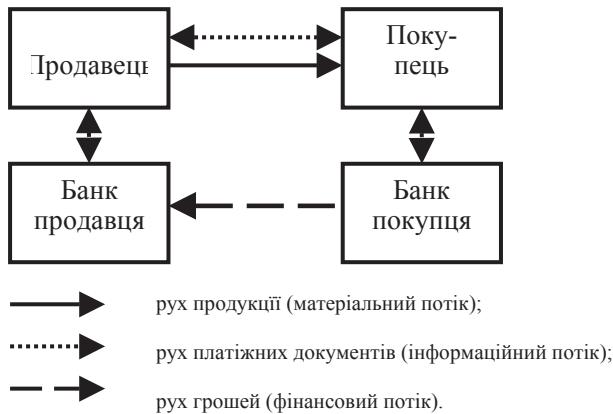 Продавець
Поку-
пець
Банк
продавця
Банк
покупця
рух продукції (матеріальний потік);
рух платіжних документів (інформаційний потік);
рух грошей (фінансовий потік).